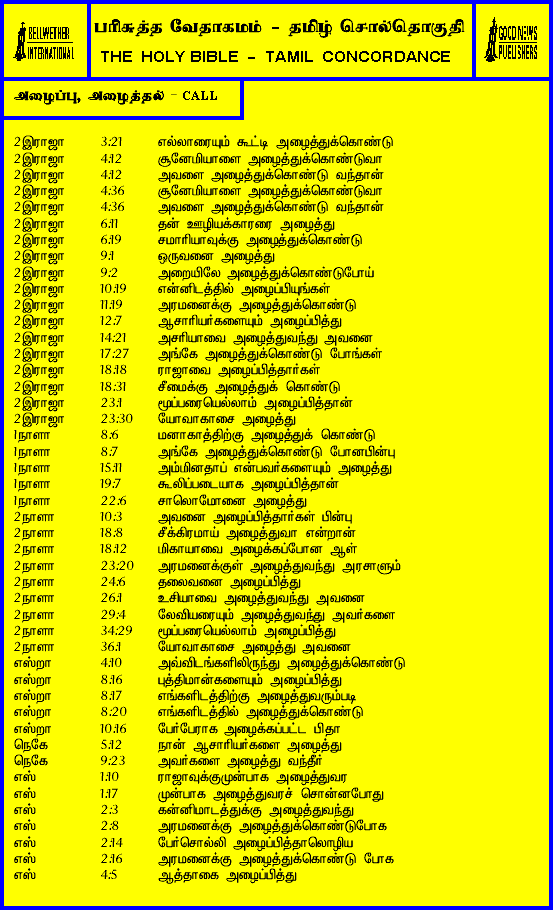 BELLWETHER INTERNATIONAL
பரிசுத்த வேதாகமம் - தமிழ் சொல்தொகுதி
THE HOLY BIBLE - TAMIL CONCORDANCE
GOOD NEWS PUBLISHERS
அழைப்பு, அழைத்தல் - CALL
2இராஜா 3:21 எல்லாரையும் கூட்டி அழைத்துக்கொண்டு
2இராஜா 4:12 சூனேமியாளை அழைத்துக்கொண்டுவா
2இராஜா 4:12 அவளை அழைத்துக்கொண்டு வந்தான்
2இராஜா 4:36 சூனேமியாளை அழைத்துக்கொண்டுவா
2இராஜா 4:36 அவளை அழைத்துக்கொண்டு வந்தான்
2இராஜா 6:11 தன் ஊழியக்காரரை அழைத்து
2இராஜா 6:19 சமாரியாவுக்கு அழைத்துக்கொண்டு
2இராஜா 9:1 ஒருவனை அழைத்து
2இராஜா 9:2 அறையிலே அழைத்துக்கொண்டுபோய்
2இராஜா 10:19 என்னிடத்தில் அழைப்பியுங்கள்
2இராஜா 11:19 அரமனைக்கு அழைத்துக்கொண்டு
2இராஜா 12:7 ஆசாரியர்களையும் அழைப்பித்து
2இராஜா 14:21 அசரியாவை அழைத்துவந்து அவனை
2இராஜா 17:27 அங்கே அழைத்துக்கொண்டு போங்கள்
2இராஜா 18:18 ராஜாவை அழைப்பித்தார்கள்
2இராஜா 18:31 சீமைக்கு அழைத்துக் கொண்டு
2இராஜா 23:1 மூப்பரையெல்லாம் அழைப்பித்தான்
2இராஜா 23:30 யோவாகாசை அழைத்து
1நாளா 8:6 மனாகாத்திற்கு அழைத்துக் கொண்டு
1நாளா 8:7 அங்கே அழைத்துக்கொண்டு போனபின்பு
1நாளா 15:11 அம்மினதாப் என்பவர்களையும் அழைத்து
1நாளா 19:7 கூலிப்படையாக அழைப்பித்தான்
1நாளா 22:6 சாலொமோனை அழைத்து
2நாளா 10:3 அவனை அழைப்பித்தார்கள் பின்பு
2நாளா 18:8 சீக்கிரமாய் அழைத்துவா என்றான்
2நாளா 18:12 மிகாயாவை அழைக்கப்போன ஆள்
2நாளா 23:20 அரமனைக்குள் அழைத்துவந்து அரசாளும்
2நாளா 24:6 தலைவனை அழைப்பித்து
2நாளா 26:1 உசியாவை அழைத்துவந்து அவனை
2நாளா 29:4 லேவியரையும் அழைத்துவந்து அவர்களை
2நாளா 34:29 மூப்பரையெல்லாம் அழைப்பித்து
2நாளா 36:1 யோவாகாசை அழைத்து அவனை
எஸ்றா 4:10 அவ்விடங்களிலிருந்து அழைத்துக்கொண்டு
எஸ்றா 8:16 புத்திமான்களையும் அழைப்பித்து
எஸ்றா 8:17 எங்களிடத்திற்கு அழைத்துவரும்படி
எஸ்றா 8:20 எங்களிடத்தில் அழைத்துக்கொண்டு
எஸ்றா 10:16 பேர்பேராக அழைக்கப்பட்ட பிதா
நெகே 5:12 நான் ஆசாரியர்களை அழைத்து
நெகே 9:23 அவர்களை அழைத்து வந்தீர்
எஸ் 1:10 ராஜாவுக்குமுன்பாக அழைத்துவர
எஸ் 1:17 முன்பாக அழைத்துவரச் சொன்னபோது
எஸ் 2:3 கன்னிமாடத்துக்கு அழைத்துவந்து
எஸ் 2:8 அரமனைக்கு அழைத்துக்கொண்டுபோக
எஸ் 2:14 பேர்சொல்லி அழைப்பித்தாலொழிய
எஸ் 2:16 அரமனைக்கு அழைத்துக்கொண்டு போக
எஸ் 4:5 ஆத்தாகை அழைப்பித்து